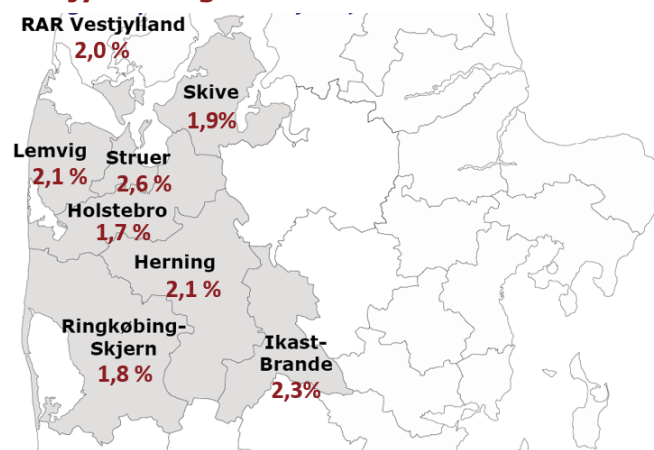 RAR Vestjylland
2,0 %
Skive
1,9%
Lemvig
2,1 %
Struer
2,6 %
Holstebro
1,7 %
Herning
2,1 %
Ringkøbing-
Skjern
1,8 %
Ikast-
Brande
2,3%